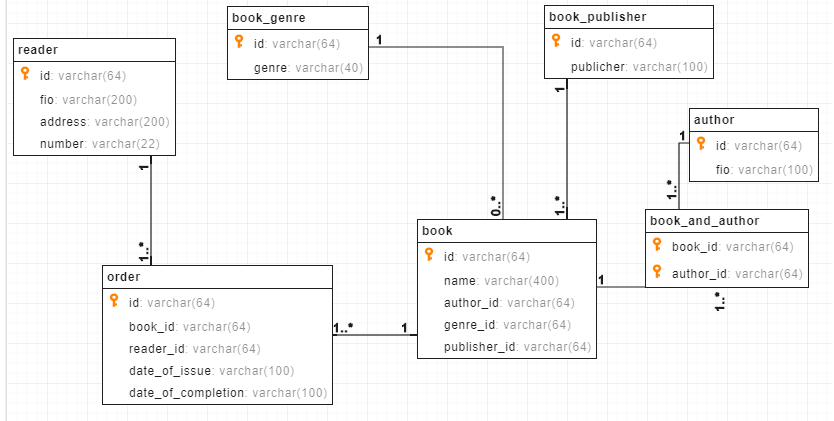 reader
id: varchar(64)
fio: varchar(200)
address: varchar(200)
number: varchar(22)
book_genre
id: varchar(64)
genre: varchar(40)
book_publisher
id: varchar(64)
publicher: varchar(100)
author
id: varchar(64)
fio: varchar(100)
book_and_author
book_id: varchar(64)
author_id: varchar(64)
book
id: varchar(64)
name: varchar(400)
author_id: varchar(64)
genre_id: varchar(64)
publisher_id: varchar(64)
order
id: varchar(64)
book_id: varchar(64)
reader_id: varchar(64)
date_of_issue: varchar(100)
date_of_completion: varchar(100)
1
1..*
1
0..*
1
1..*
1
1..*
1
1..*
1..*
1